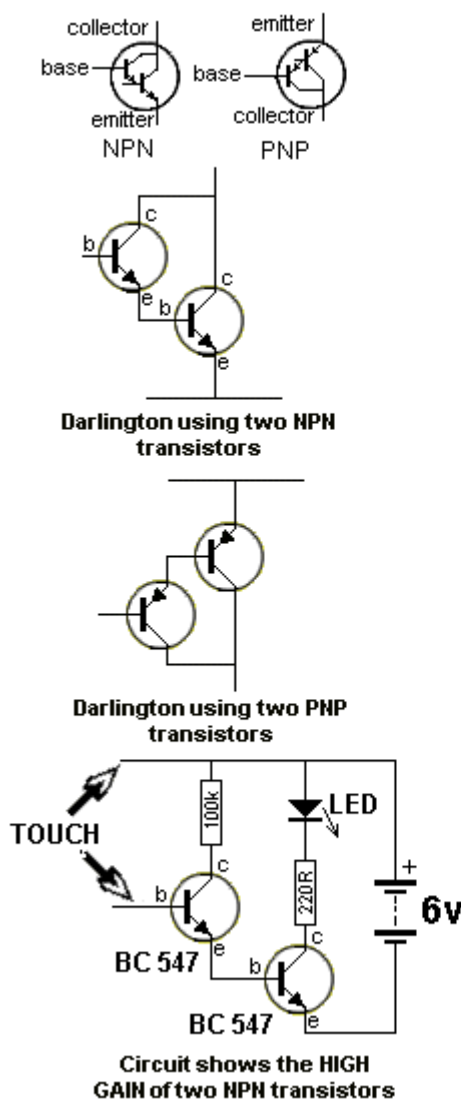 collector
base
emitter
NPN
emitter
base
collector
PNP
c
b
e
c
b
e
Darlington using two NPN
transistors
Darlington using two PNP
transistors
TOUCH
100k
LED
220R
+
6v
c
b
e
BC 547
c
b
e
BC 547
Circuit shows the HIGH
GAIN of two NPN transistors